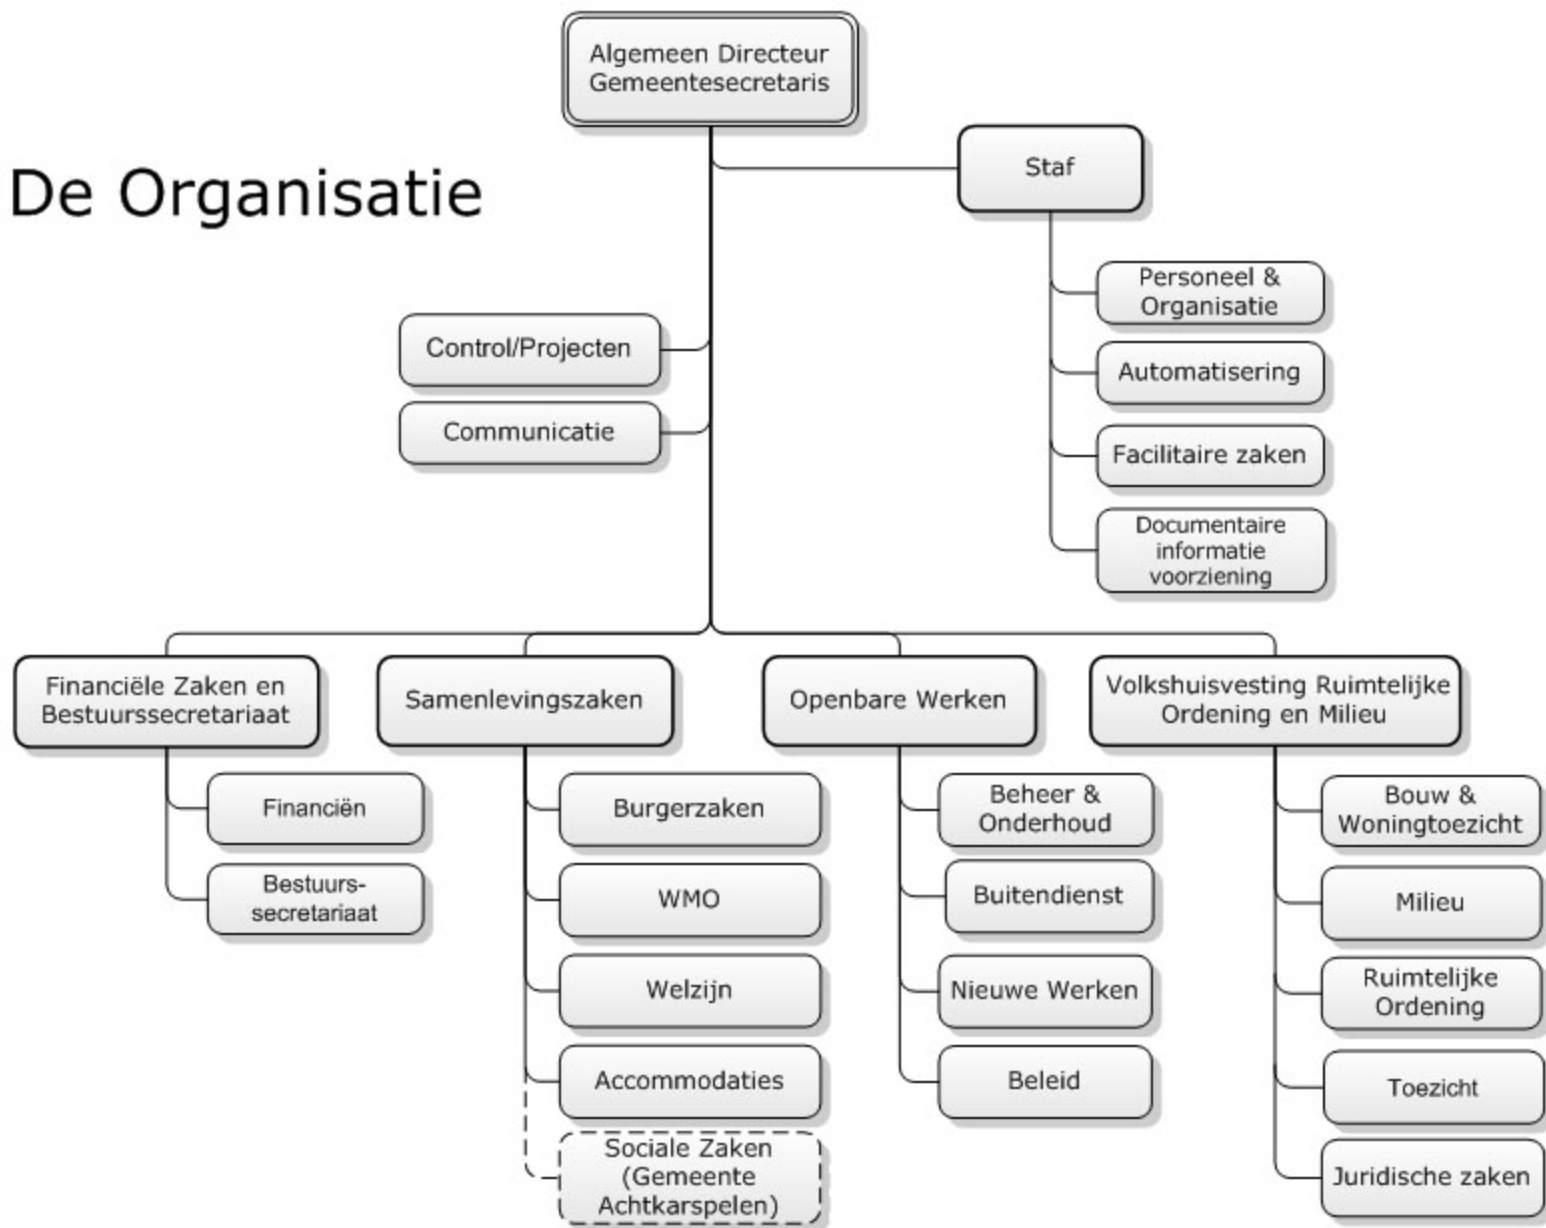 Algemeen Directeur
Gemeentesecretaris
Staf
De Organisatie
Personeel &
Organisatie
Control/Projecten
Automatisering
Communicatie
Facilitaire zaken
Documentaire
informatie
voorziening
Financiële Zaken en
Bestuurssecretariaat
Samenlevingszaken
Openbare Werken
Volkshuisvesting Ruimtelijke
Ordening en Milieu
Financiën
Bestuurs-
secretariaat
Burgerzaken
WMO
Welzijn
Accommodaties
Sociale Zaken
(Gemeente
Achtkarspelen)
Beheer &
Onderhoud
Buitendienst
Nieuwe Werken
Beleid
Bouw &
Woningtoezicht
Milieu
Ruimtelijke
Ordening
Toezicht
Juridische zaken